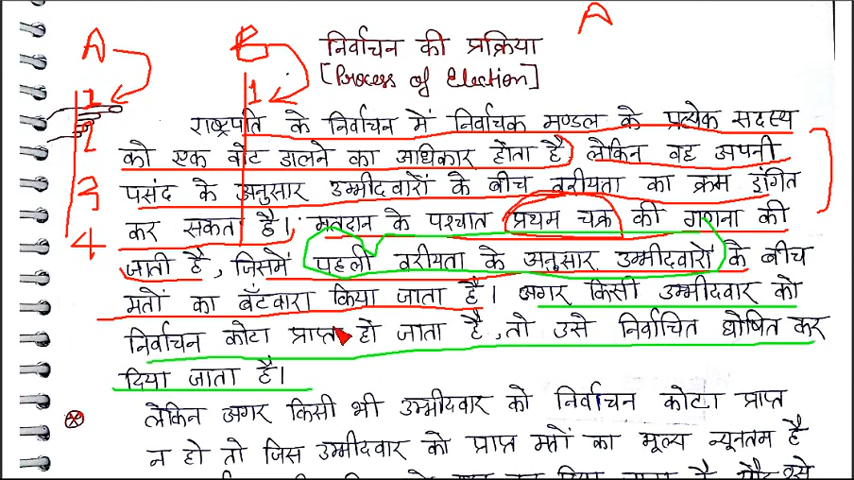 A
A B निर्वाचन की प्रक्रिया
[Process of Election]
1 1
राष्ट्रपति के निर्वाचन में निर्वाचक मण्डल के प्रत्येक सदस्य
2 को एक वोट डालने का अधिकार होता है लेकिन वह अपनी
3 पसंद के अनुसार उम्मीदवारों के बीच वरीयता का क्रम इंगित
4 कर सकता है। मतदान के पश्चात प्रथम चक्र की गणना की
जाती है, जिसमें पहली वरीयता के अनुसार उम्मीदवारों के बीच
मतों का बँटवारा किया जाता है। अगर किसी उम्मीदवार को
निर्वाचन कोटा प्राप्त हो जाता है, तो उसे निर्वाचित घोषित कर
दिया जाता है।
लेकिन अगर किसी भी उम्मीदवार को निर्वाचन कोटा प्राप्त
न हो तो जिस उम्मीदवार को प्राप्त मतों का मूल्य न्यूनतम है